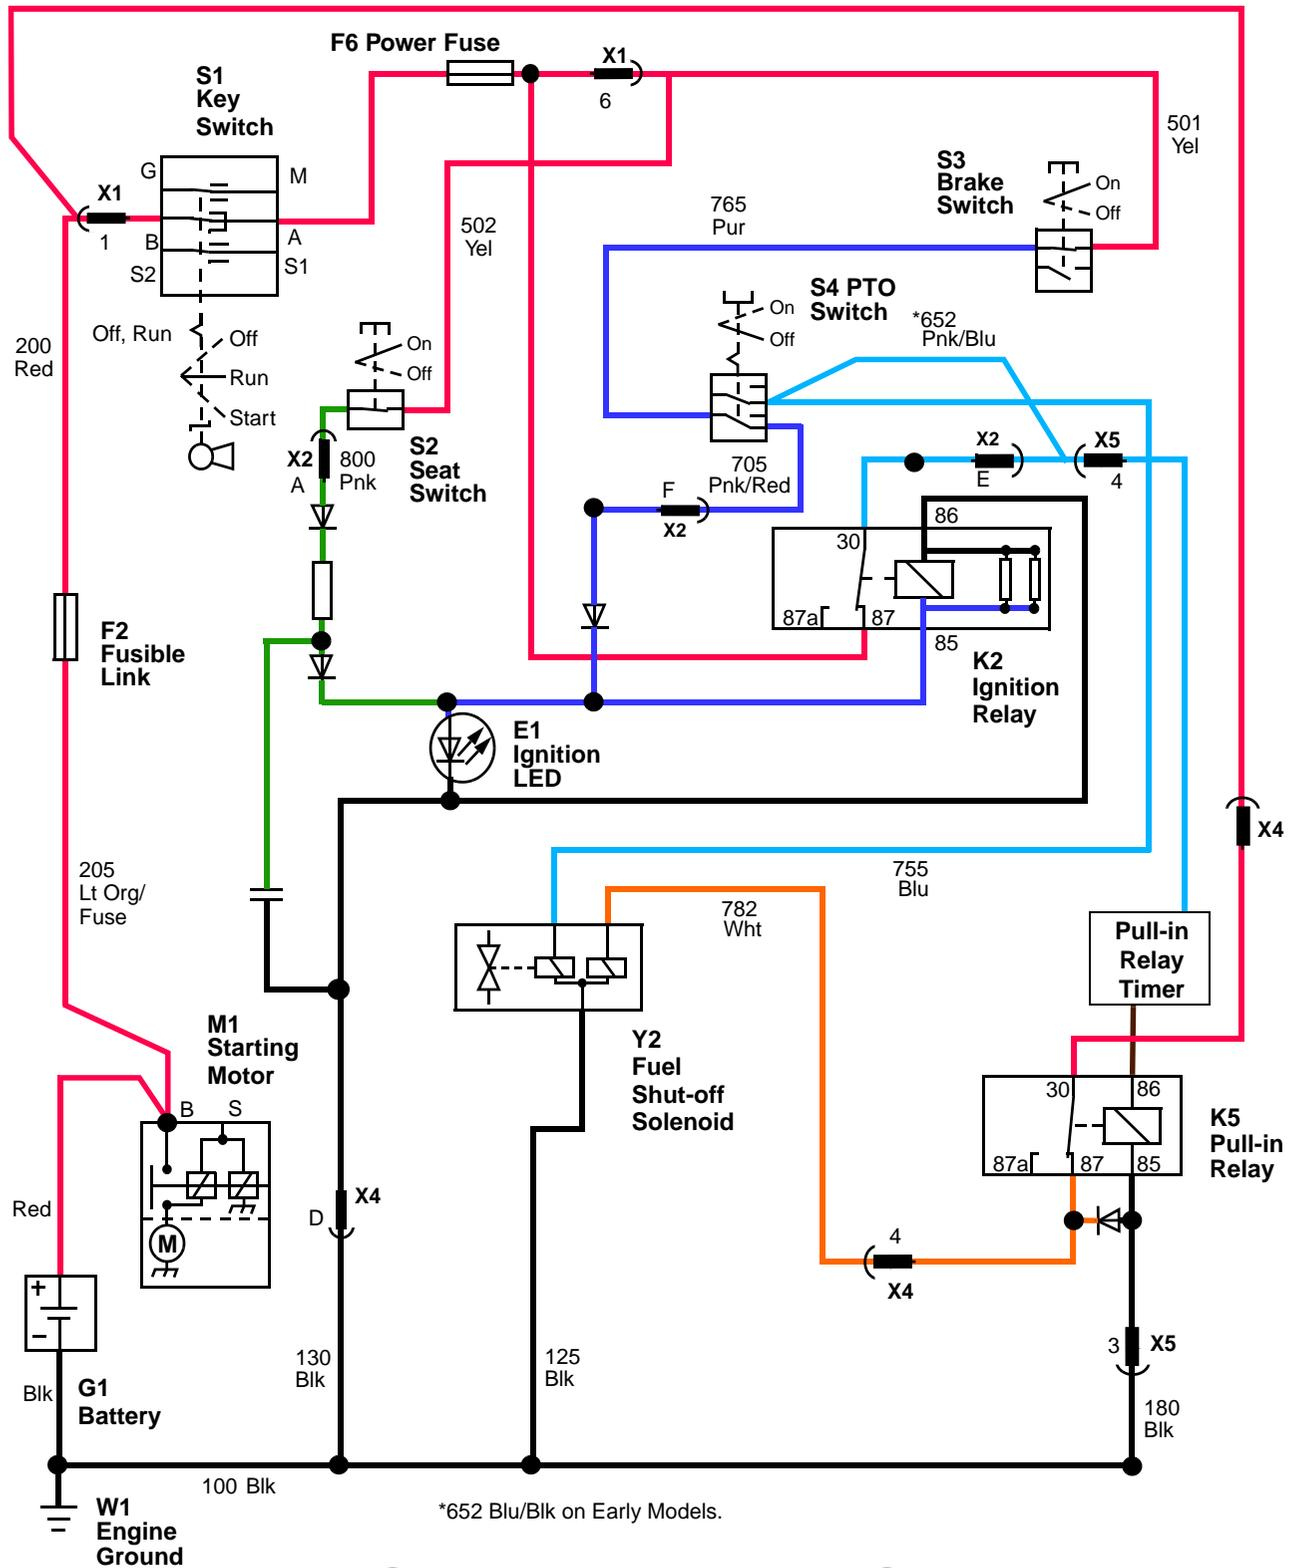 F6 Power Fuse
X1
6
S1
Key
Switch
501
Yel
G
M
S3
Brake
Switch
On
Off
X1
1
B
A
S2
S1
502
Yel
765
Pur
S4 PTO
Switch
On
Off
*652
Pnk/Blu
200
Red
Off, Run
Off
Run
Start
On
Off
X2
A
800
Pnk
S2
Seat
Switch
X2
E
X5
4
705
Pnk/Red
F
X2
86
30
87a
87
85
K2
Ignition
Relay
F2
Fusible
Link
E1
Ignition
LED
X4
205
Lt Org/
Fuse
755
Blu
782
Wht
Pull-in
Relay
Timer
M1
Starting
Motor
Y2
Fuel
Shut-off
Solenoid
B
S
30
86
87a
87
85
K5
Pull-in
Relay
Red
M
D
X4
4
X4
+
−
3
X5
130
Blk
125
Blk
Blk
G1
Battery
180
Blk
100 Blk
*652 Blu/Blk on Early Models.
W1
Engine
Ground